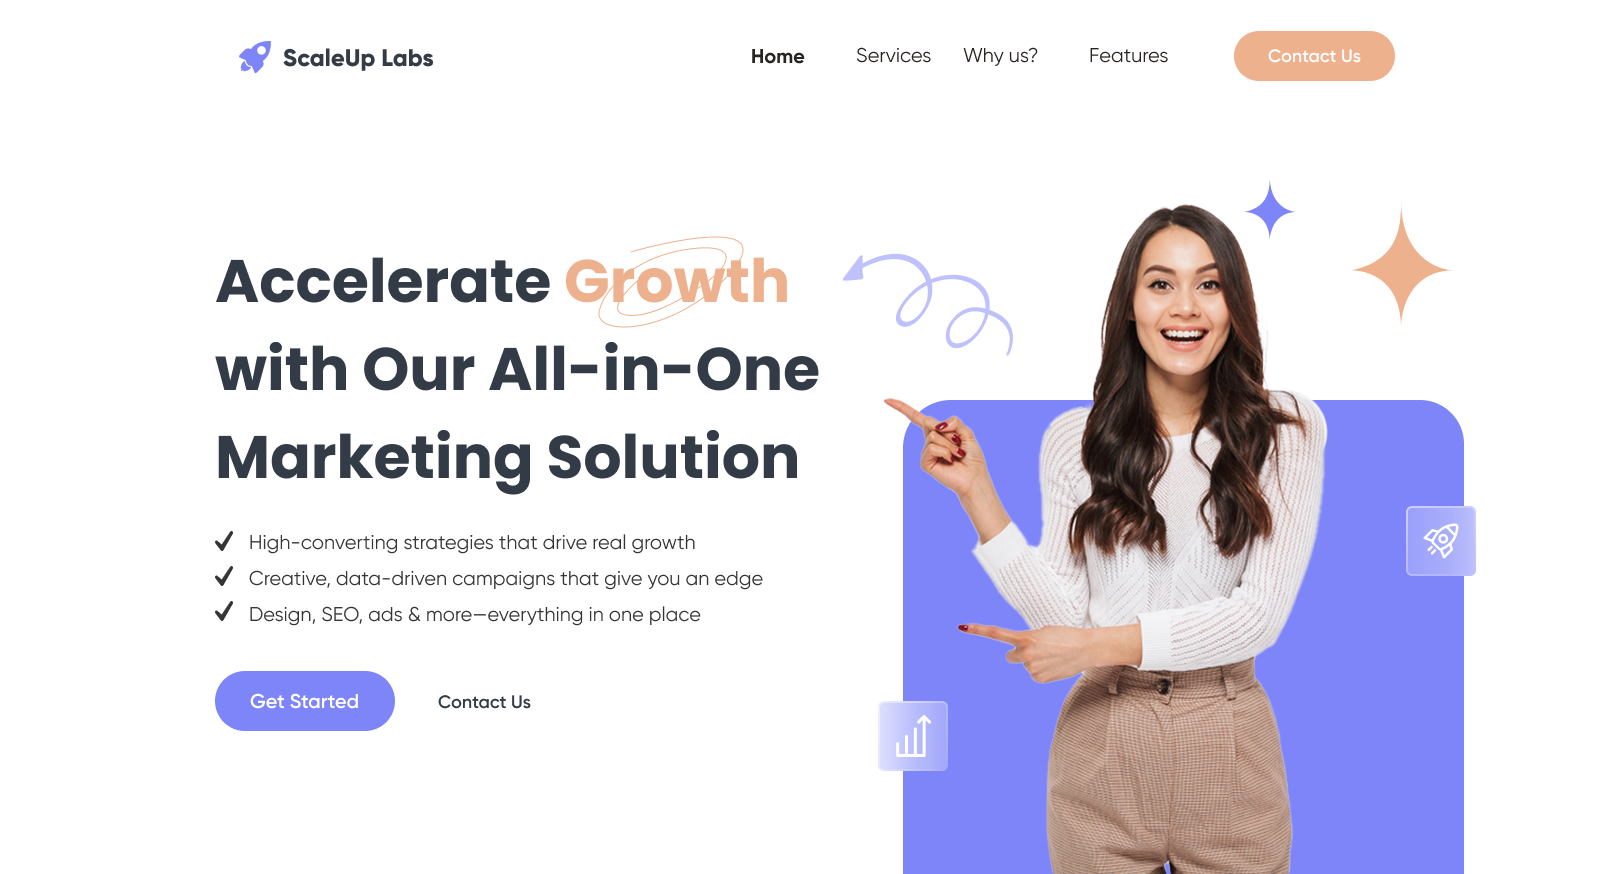 ScaleUp Labs
Home Services Why us? Features Contact Us
Accelerate Growth
with Our All-in-One
Marketing Solution
High-converting strategies that drive real growth
Creative, data-driven campaigns that give you an edge
Design, SEO, ads & more—everything in one place
Get Started Contact Us